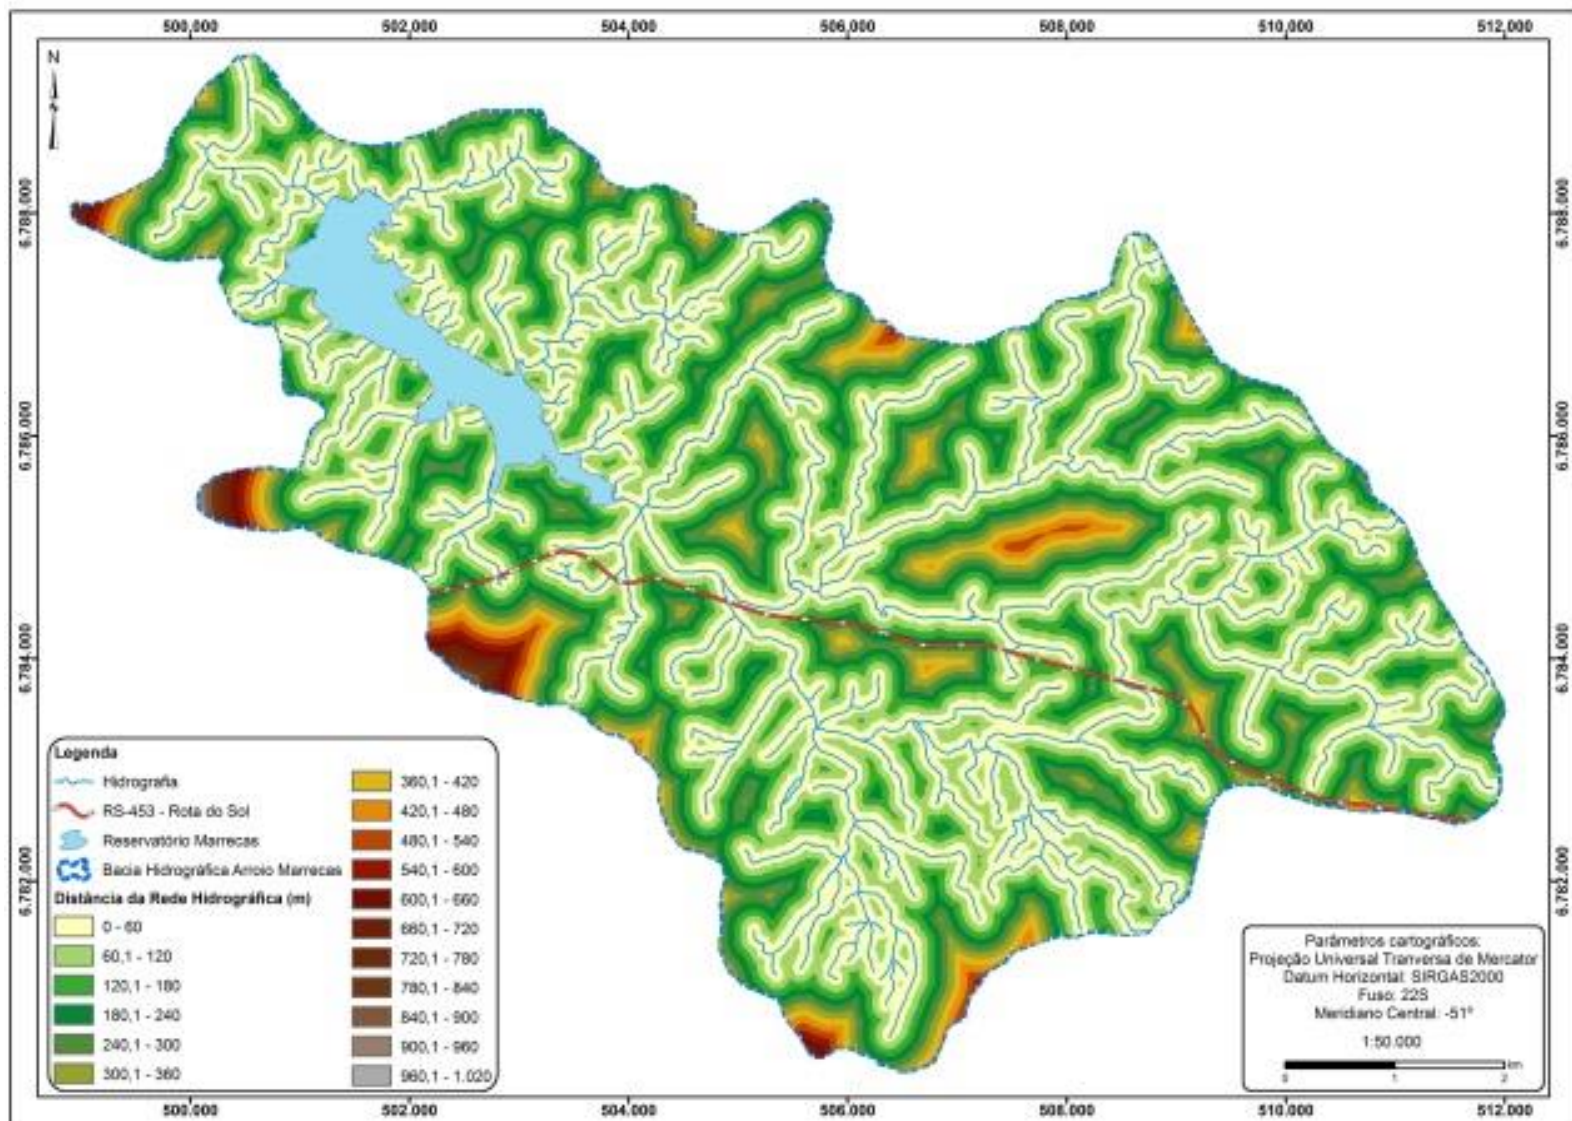 500.000 502.000 504.000 506.000 508.000 510.000 512.000
N
6.788.000 6.788.000
6.786.000 6.786.000
6.784.000 6.784.000
6.782.000 6.782.000
Legenda
Hidrografia
RS-453 - Rota do Sol
Reservatório Marrecas
Bacia Hidrográfica Arroio Marrecas
Distância da Rede Hidrográfica (m)
0 - 60
60,1 - 120
120,1 - 180
180,1 - 240
240,1 - 300
300,1 - 360
360,1 - 420
420,1 - 480
480,1 - 540
540,1 - 600
600,1 - 660
660,1 - 720
720,1 - 780
780,1 - 840
840,1 - 900
900,1 - 960
960,1 - 1.020
Parâmetros cartográficos:
Projeção Universal Tranversa de Mercator
Datum Horizontal: SIRGAS2000
Fuso: 22S
Meridiano Central: -51º
1:50.000
km
0 1 2
500.000 502.000 504.000 506.000 508.000 510.000 512.000